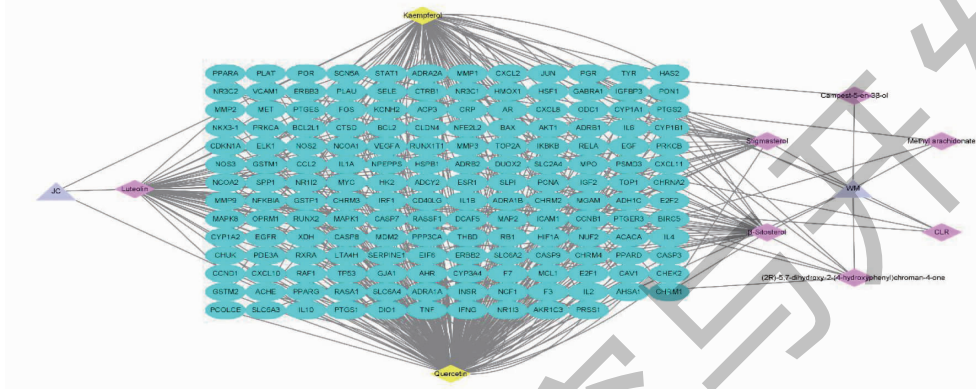 Kaempferol
PPARA PLAT POR SCN5A STAT1 ADRA2A MMP1 CXCL2 JUN PGR TYR HAS2
NR3C2 VCAM1 ERBB3 PLAU SELE CTRB1 NR3C1 HMOX1 HSF1 GABRA1 IGFBP3 PON1
Campest-5-en-3β-ol
MMP2 MET PTGES FOS KCNH2 ACP3 CRP AR CXCL8 ODC1 CYP1A1 PTGS2
NKX3-1 PRKCA BCL2L1 CTSD BCL2 CLDN4 NFE2L2 BAX AKT1 ADRB1 IL6 CYP1B1
CDKN1A ELK1 NOS2 NCOA1 VEGFA RUNX1T1 MMP3 TOP2A IKBKB RELA EGF PRKCB
Stigmasterol Methyl arachidonate
NOS3 GSTM1 CCL2 IL1A NPEPPS HSPB1 ADRB2 DUOX2 SLC2A4 MPO PSMD3 CXCL11
JC Luteolin
NCOA2 SPP1 NR1I2 MYC HK2 ADCY2 ESR1 SLPI PCNA IGF2 TOP1 CHRNA2
WM
MMP9 NFKBIA GSTP1 CHRM3 IRF1 CD40LG IL1B ADRA1B CHRM2 MGAM ADH1C E2F2
MAPK8 OPRM1 RUNX2 MAPK1 CASP7 RASSF1 DCAF5 MAP2 ICAM1 CCNB1 PTGER3 BIRC5
β-Sitosterol CLR
CYP1A2 EGFR XDH CASP8 MDM2 PPP3CA THBD RB1 HIF1A NUF2 ACACA IL4
CHUK PDE3A RXRA LTA4H SERPINE1 EIF6 ERBB2 SLC6A2 CASP9 CHRM4 PPARD CASP3
CCND1 CXCL10 RAF1 TP53 GJA1 AHR CYP3A4 F7 MCL1 E2F1 CAV1 CHEK2
(2R)-5,7-dihydroxy-2-(4-hydroxyphenyl)chroman-4-one
GSTM2 ACHE PPARG RASA1 SLC6A4 ADRA1A INSR NCF1 F3 IL2 AHSA1 CHRM1
PCOLCE SLC6A3 IL10 PTGS1 DIO1 TNF IFNG NR1I3 AKR1C3 PRSS1
Quercetin